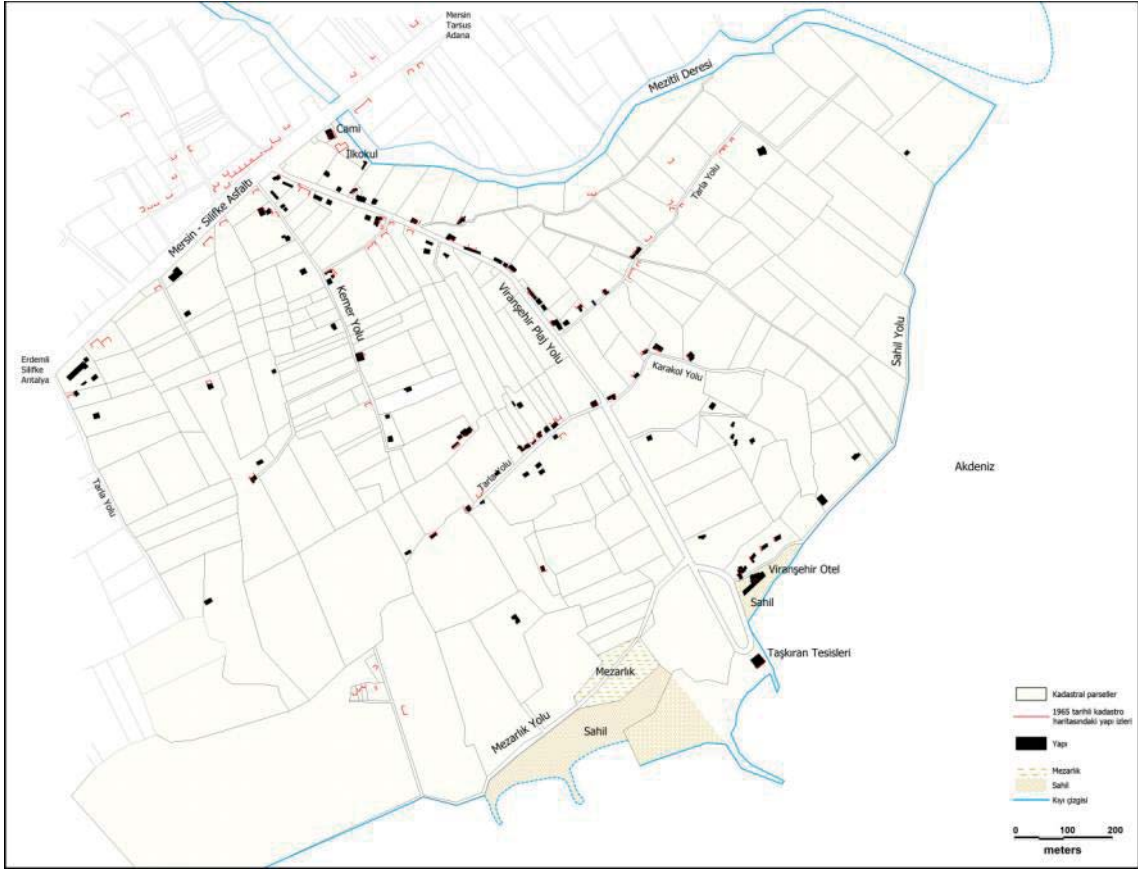 Mersin
Tarsus
Adana
Mezitli Deresi
Cami
İlkokul
Tarla Yolu
Mersin - Silifke Asfaltı
Kerner Yolu
Viranşehir Plaj Yolu
Sahil Yolu
Erdemli
Silifke
Antalya
Karakol Yolu
Akdeniz
Tarla Yolu
Tarla Yolu
Viranşehir Otel
Sahil
Taşkıran Tesisleri
Mezarlık
Mezarlık Yolu
Sahil
Kadastral parseller
1965 tarihli kadastro
haritasındaki yapı izleri
Yapı
Mezarlık
Sahil
Kıyı çizgisi
0 100 200
meters